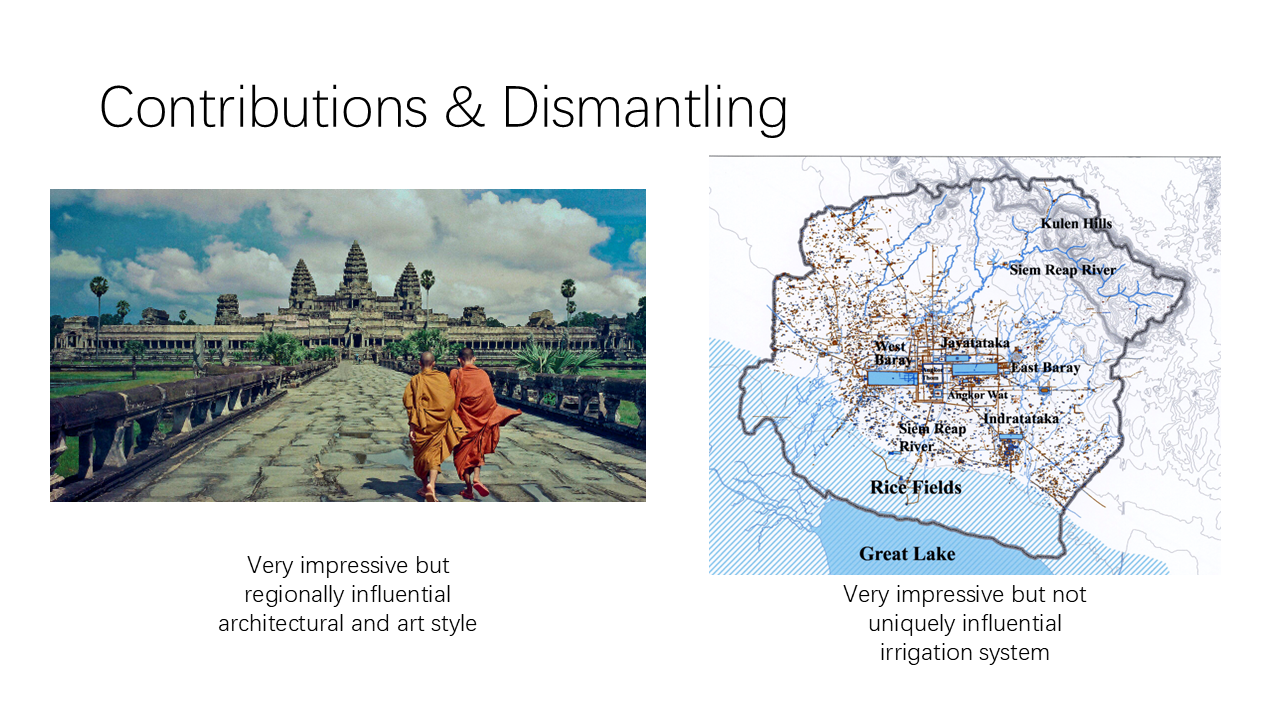 Contributions & Dismantling
Kulen Hills
Siem Reap River
West
Baray
Jayatataka
Angkor
Thom
East Baray
Angkor Wat
Indratataka
Siem Reap
River
Rice Fields
Great Lake
Very impressive but
regionally influential
architectural and art style
Very impressive but not
uniquely influential
irrigation system